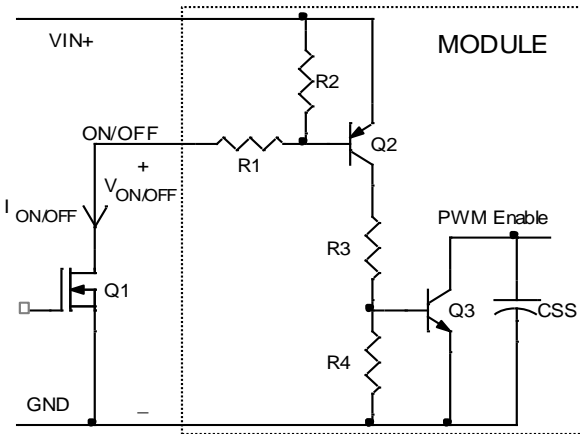 VIN+
MODULE
R2
ON/OFF
R1
Q2
+
V ON/OFF
I ON/OFF
PWM Enable
R3
Q1
Q3
CSS
R4
GND
_